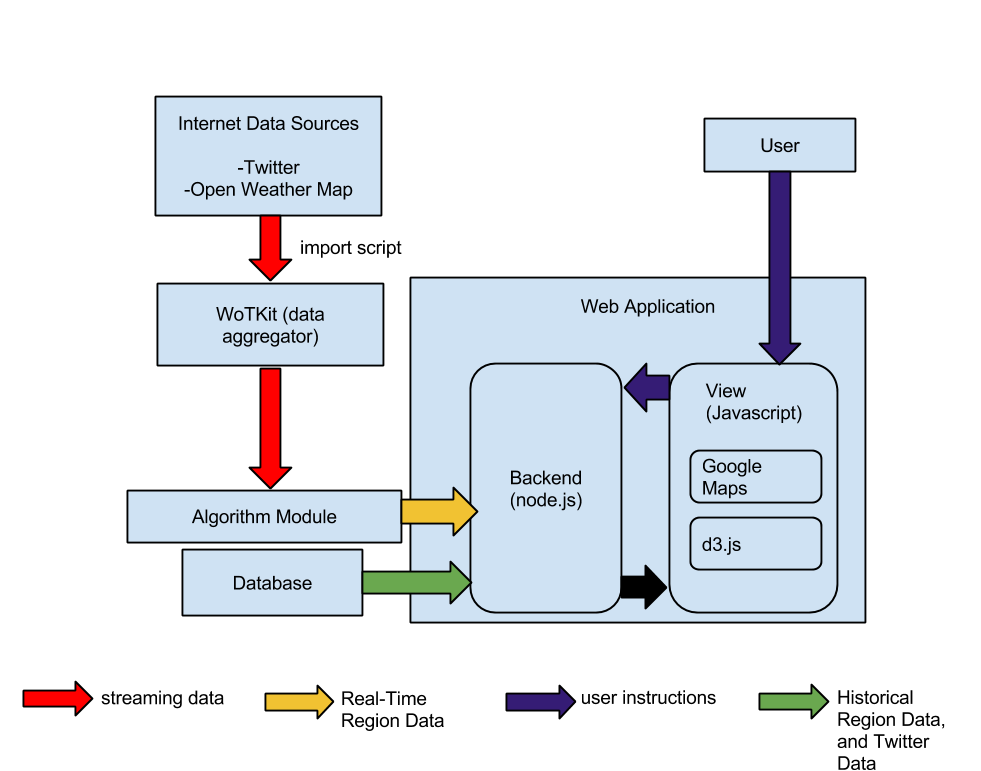 Internet Data Sources
-Twitter
-Open Weather Map
import script
WoTKit (data
aggregator)
Algorithm Module
Database
User
Web Application
Backend
(node.js)
View
(Javascript)
Google
Maps
d3.js
streaming data
Real-Time
Region Data
user instructions
Historical
Region Data,
and Twitter
Data